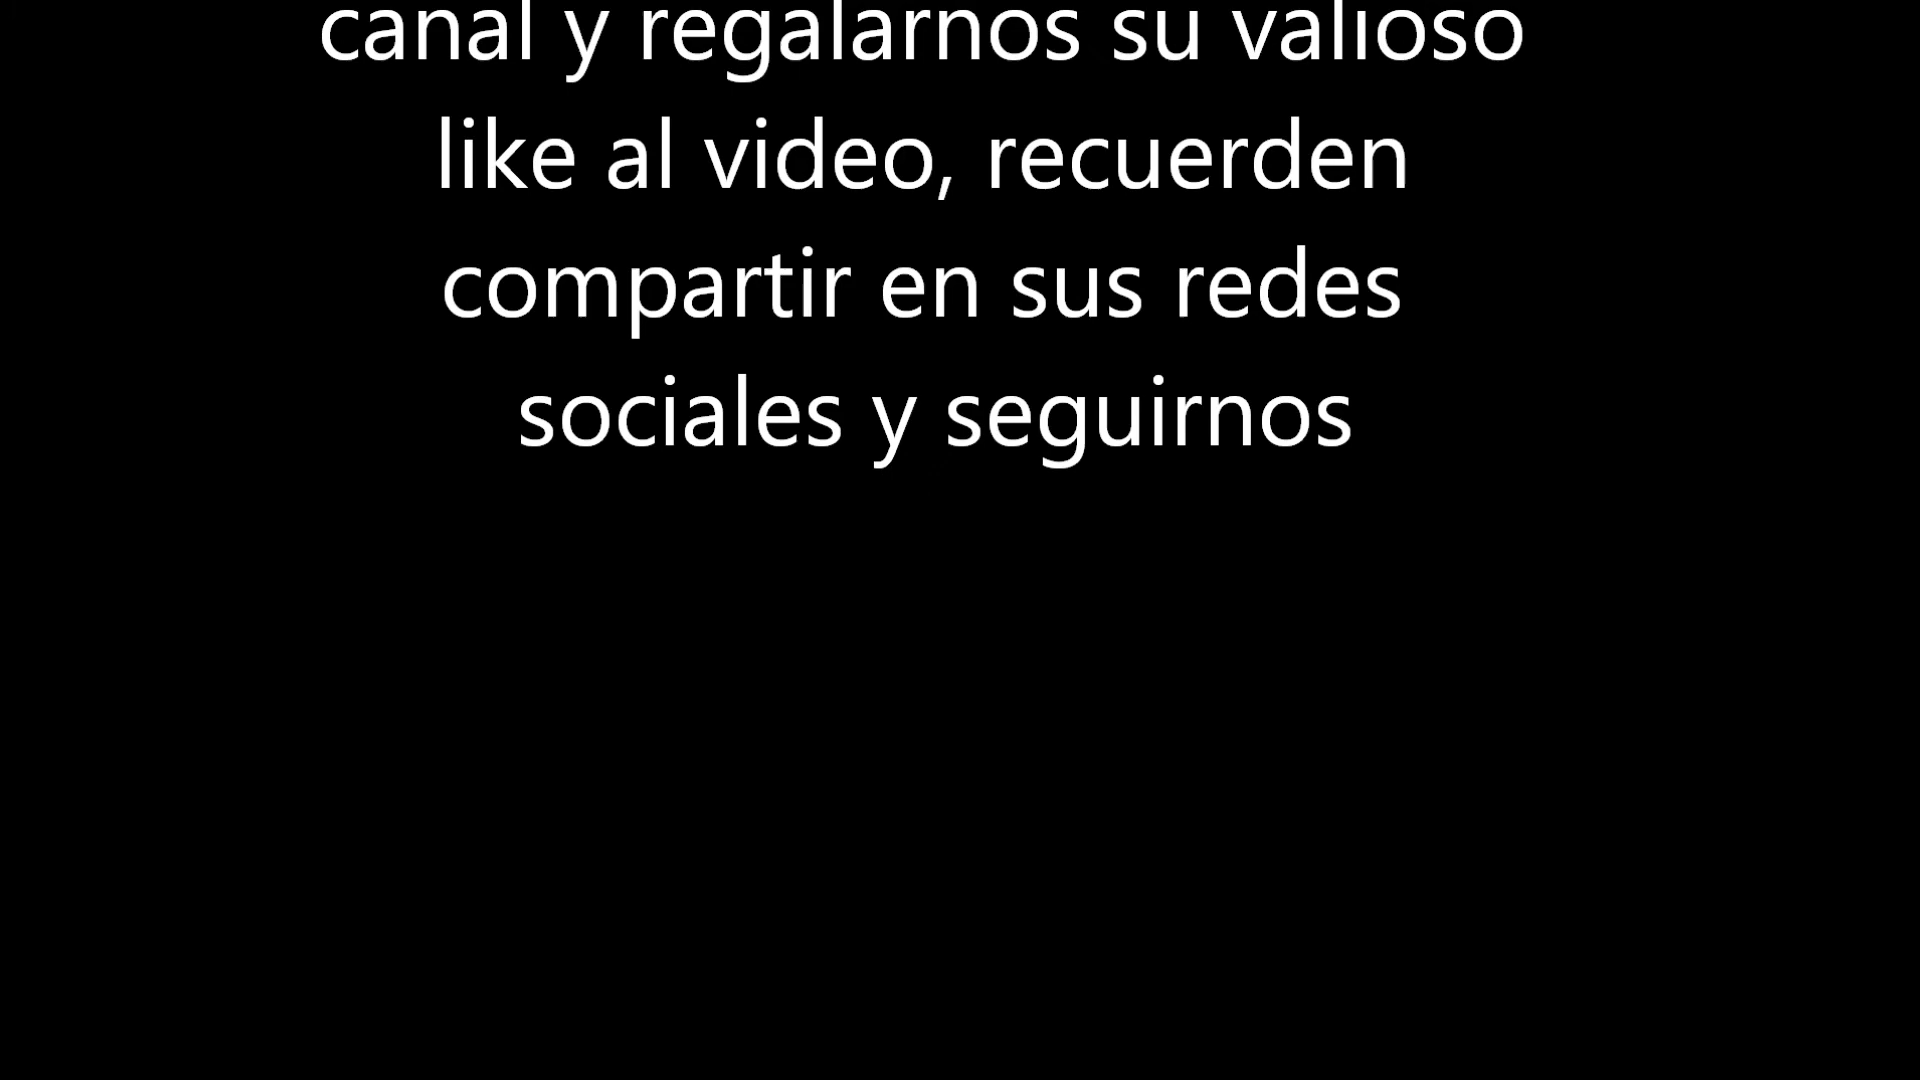 canal y regalarnos su valioso
like al video, recuerden
compartir en sus redes
sociales y seguirnos